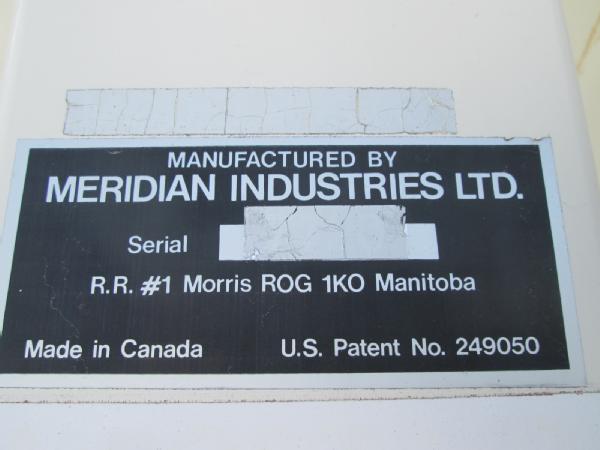 MANUFACTURED BY
MERIDIAN INDUSTRIES LTD.
Serial
R.R. #1 Morris ROG 1KO Manitoba
Made in Canada U.S. Patent No. 249050